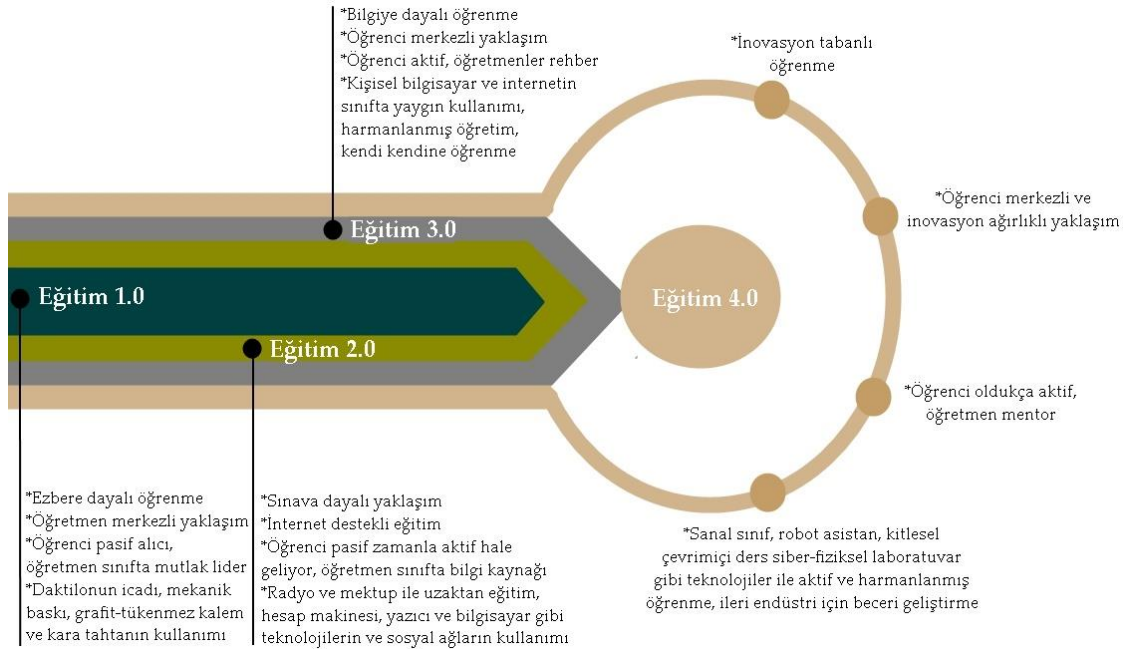 *Bilgiye dayalı öğrenme
*Öğrenci merkezli yaklaşım
*Öğrenci aktif, öğretmenler rehber
*Kişisel bilgisayar ve internetin
sınıfta yaygın kullanımı,
harmanlanmış öğretim,
kendi kendine öğrenme
*İnovasyon tabanlı
öğrenme
*Öğrenci merkezli ve
inovasyon ağırlıklı yaklaşım
Eğitim 3.0
Eğitim 1.0
Eğitim 4.0
Eğitim 2.0
*Öğrenci oldukça aktif,
öğretmen mentor
*Ezbere dayalı öğrenme
*Öğretmen merkezli yaklaşım
*Öğrenci pasif alıcı,
öğretmen sınıfta mutlak lider
*Daktilonun icadı, mekanik
baskı, grafit-tükenmez kalem
ve kara tahtanın kullanımı
*Sınava dayalı yaklaşım
*İnternet destekli eğitim
*Öğrenci pasif zamanla aktif hale
geliyor, öğretmen sınıfta bilgi kaynağı
*Radyo ve mektup ile uzaktan eğitim,
hesap makinesi, yazıcı ve bilgisayar gibi
teknolojilerin ve sosyal ağların kullanımı
*Sanal sınıf, robot asistan, kitlesel
çevrimiçi ders siber-fiziksel laboratuvar
gibi teknolojiler ile aktif ve harmanlanmış
öğrenme, ileri endüstri için beceri geliştirme